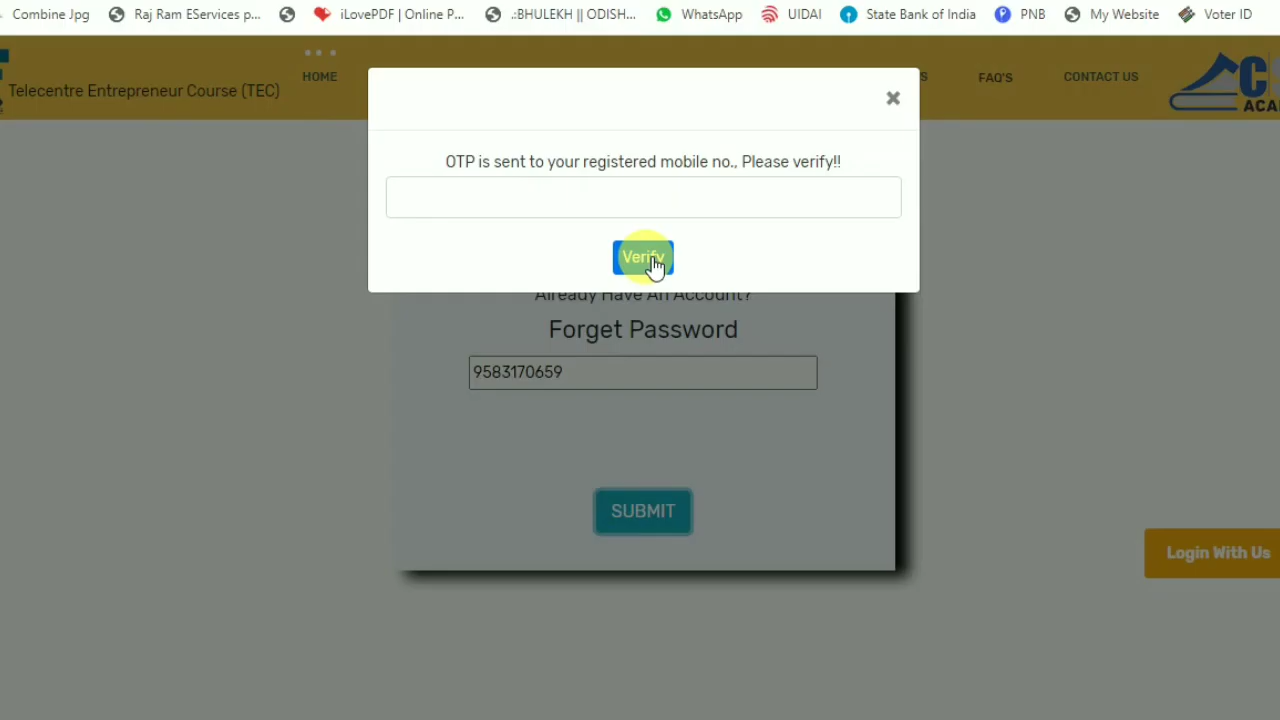 Combine Jpg Raj Ram EServices p... iLovePDF | Online P... .:BHULEKH || ODISH... WhatsApp UIDAI State Bank of India PNB My Website Voter ID
Telecentre Entrepreneur Course (TEC) HOME S FAQ'S CONTACT US
ACA
OTP is sent to your registered mobile no., Please verify!!
Verify
Already Have An Account?
Forget Password
9583170659
SUBMIT
Login With Us